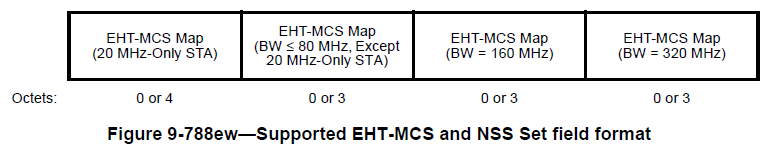 EHT-MCS Map
(20 MHz-Only STA)
EHT-MCS Map
(BW ≤ 80 MHz, Except
20 MHz-Only STA)
EHT-MCS Map
(BW = 160 MHz)
EHT-MCS Map
(BW = 320 MHz)
Octets: 0 or 4 0 or 3 0 or 3 0 or 3
Figure 9-788ew—Supported EHT-MCS and NSS Set field format